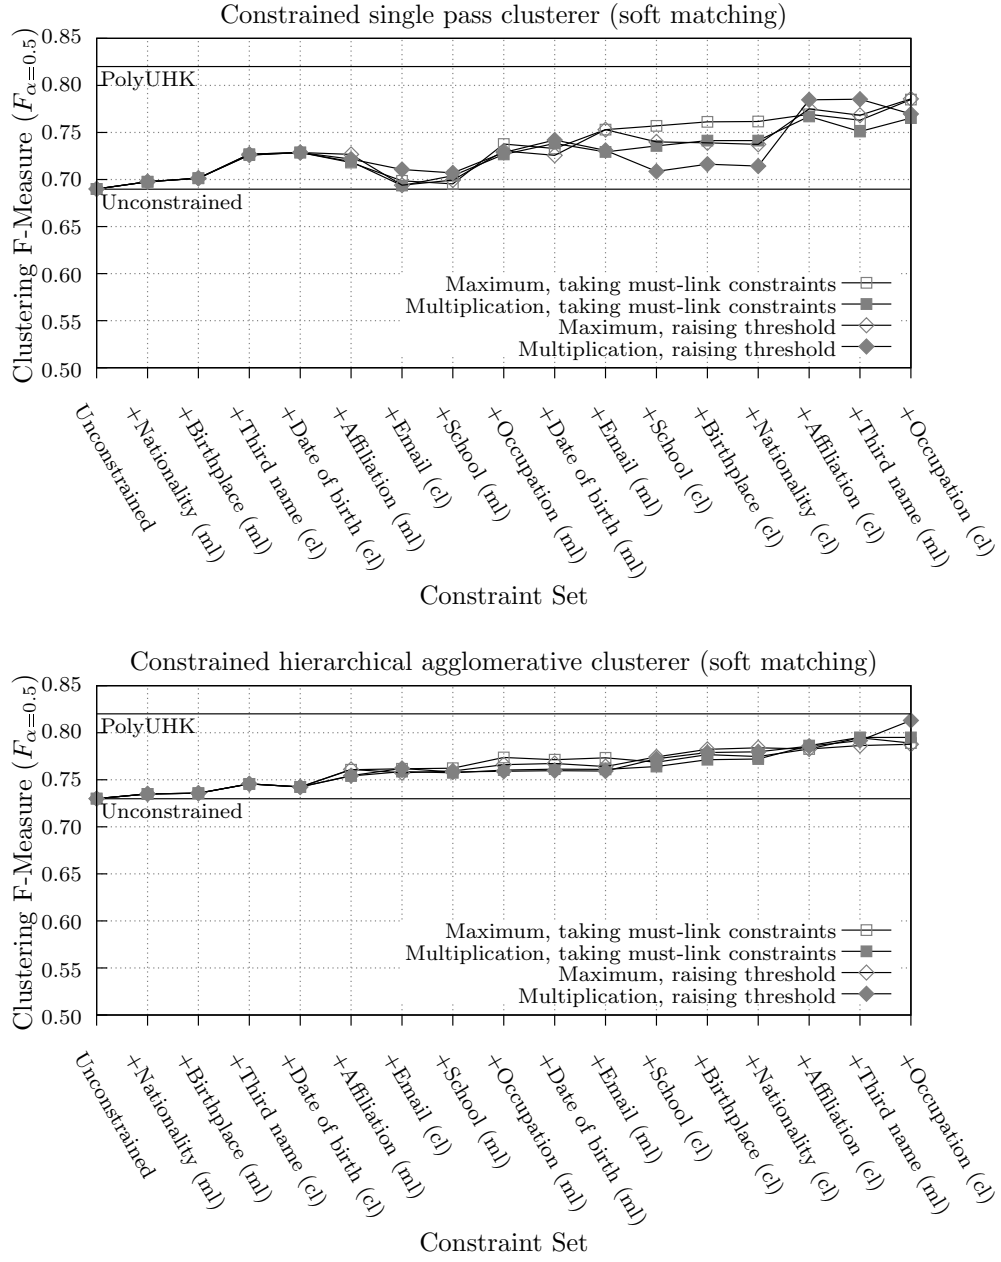 Constrained single pass clusterer (soft matching)
Clustering F-Measure (Fα=0.5)
0.85
0.80
0.75
0.70
0.65
0.60
0.55
0.50
PolyUHK
Unconstrained
Maximum, taking must-link constraints
Multiplication, taking must-link constraints
Maximum, raising threshold
Multiplication, raising threshold
Unconstrained
+Nationality (ml)
+Birthplace (ml)
+Third name (cl)
+Date of birth (cl)
+Affiliation (ml)
+Email (cl)
+School (ml)
+Occupation (ml)
+Date of birth (ml)
+Email (ml)
+School (cl)
+Birthplace (cl)
+Nationality (cl)
+Affiliation (cl)
+Third name (ml)
+Occupation (cl)
Constraint Set
Constrained hierarchical agglomerative clusterer (soft matching)
Clustering F-Measure (Fα=0.5)
0.85
0.80
0.75
0.70
0.65
0.60
0.55
0.50
PolyUHK
Unconstrained
Maximum, taking must-link constraints
Multiplication, taking must-link constraints
Maximum, raising threshold
Multiplication, raising threshold
Unconstrained
+Nationality (ml)
+Birthplace (ml)
+Third name (cl)
+Date of birth (cl)
+Affiliation (ml)
+Email (cl)
+School (ml)
+Occupation (ml)
+Date of birth (ml)
+Email (ml)
+School (cl)
+Birthplace (cl)
+Nationality (cl)
+Affiliation (cl)
+Third name (ml)
+Occupation (cl)
Constraint Set